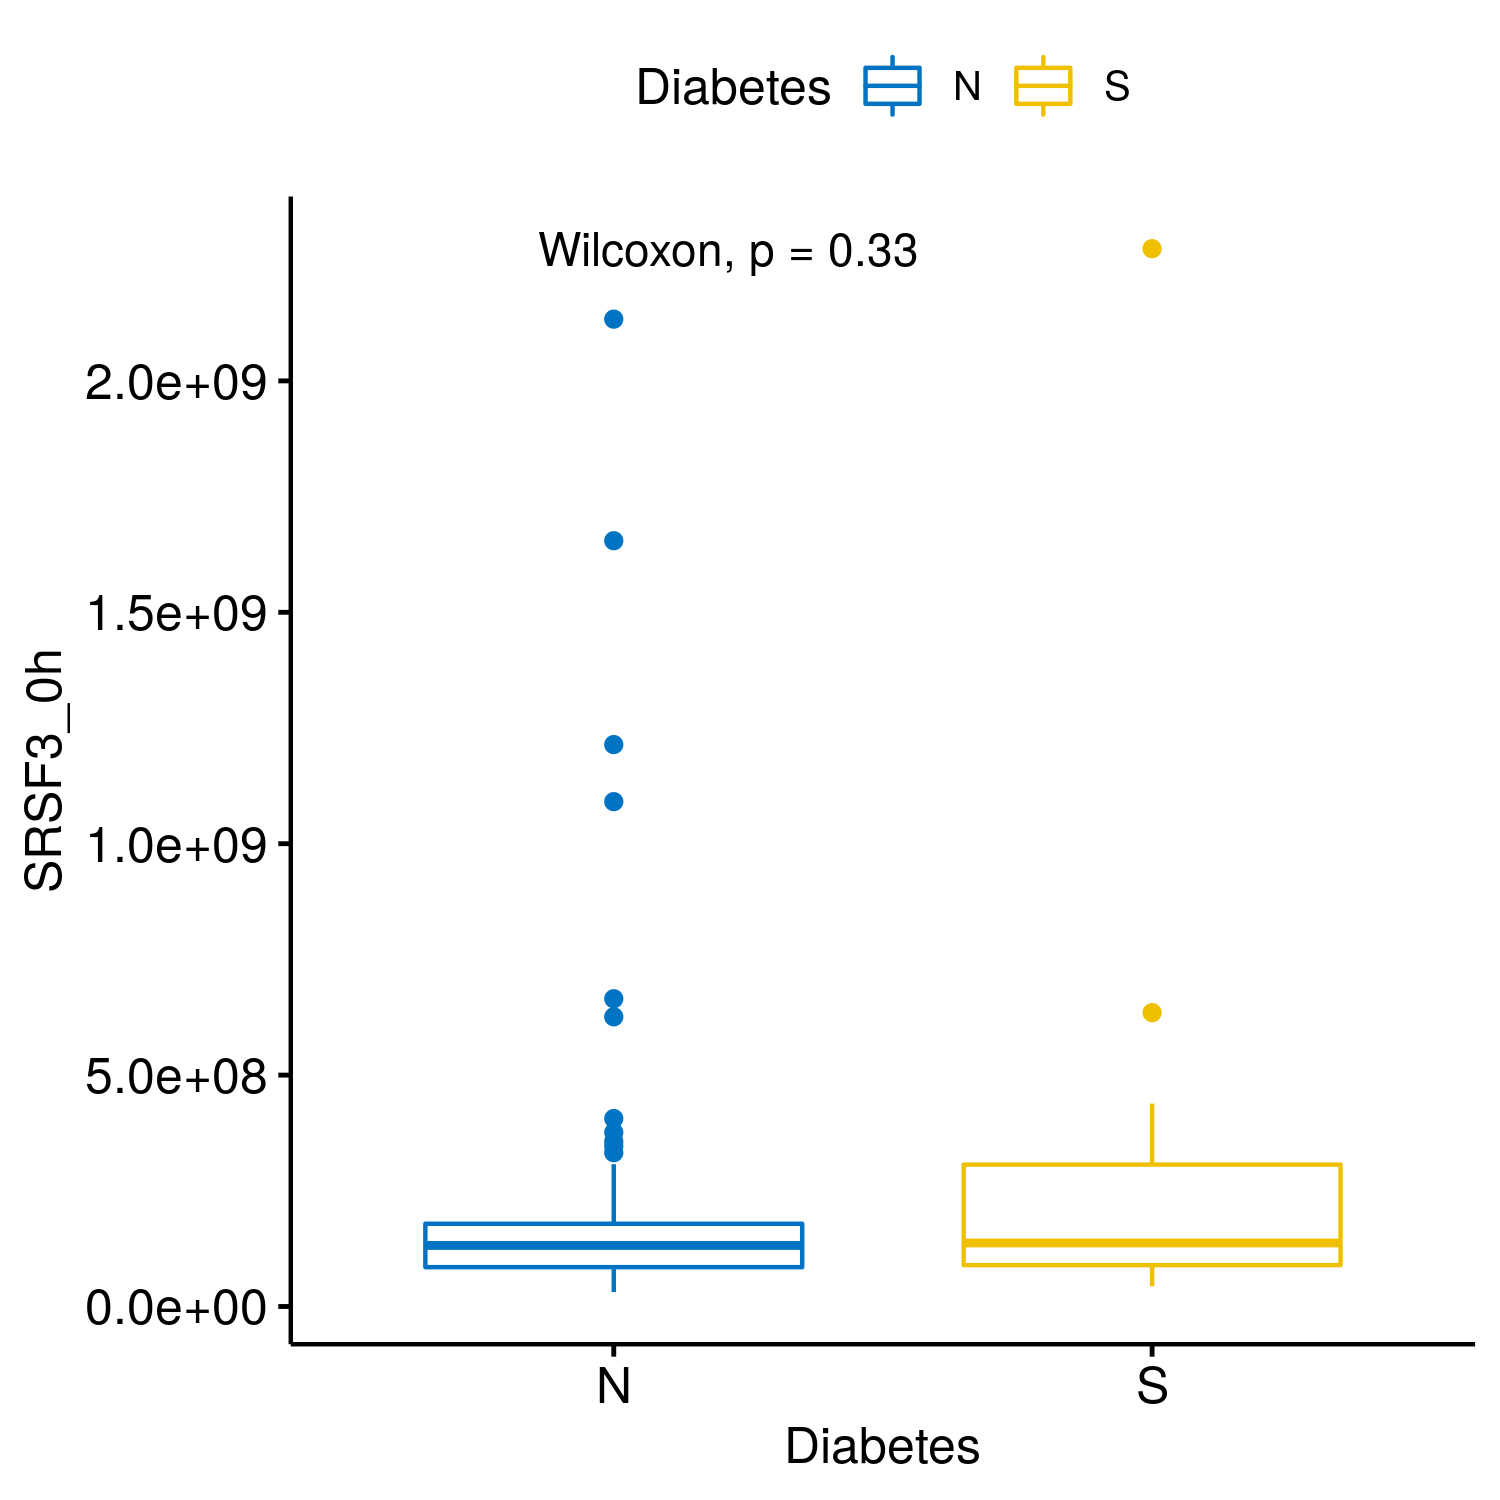 Diabetes N S
Wilcoxon, p = 0.33
2.0e+09
1.5e+09
1.0e+09
5.0e+08
0.0e+00
SRSF3_0h
N S
Diabetes